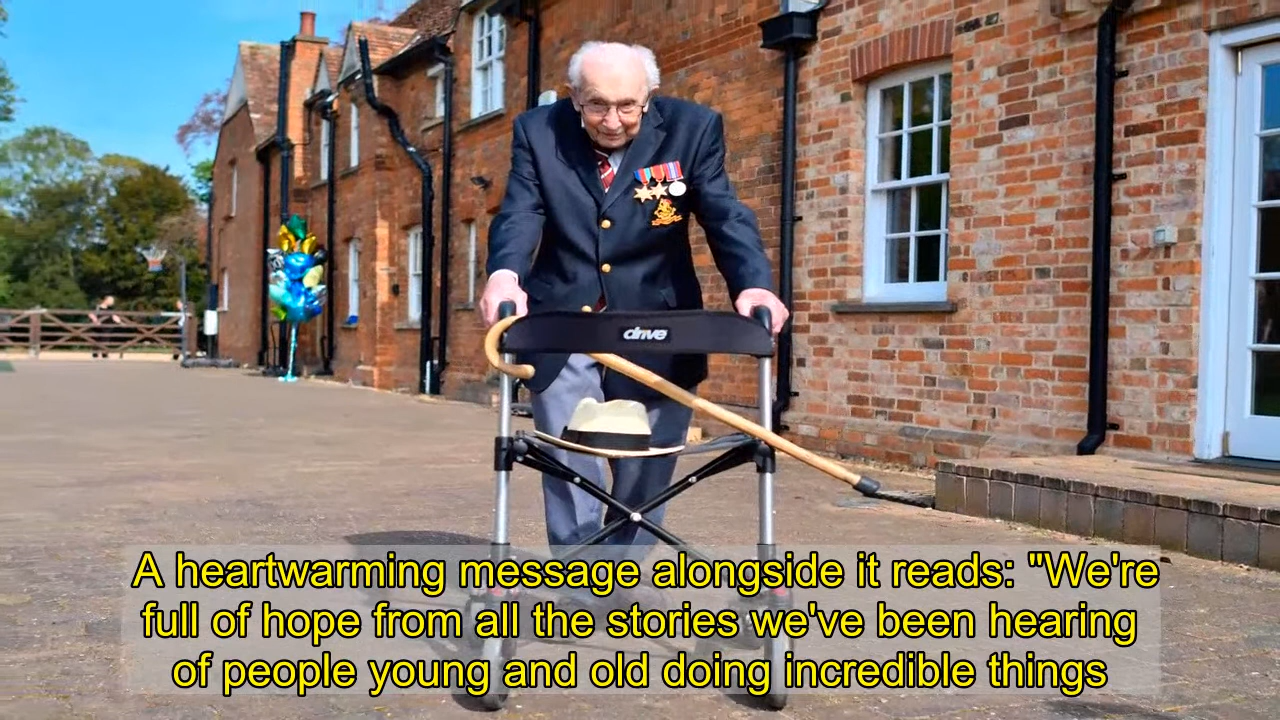 drive
A heartwarming message alongside it reads: "We're
full of hope from all the stories we've been hearing
of people young and old doing incredible things